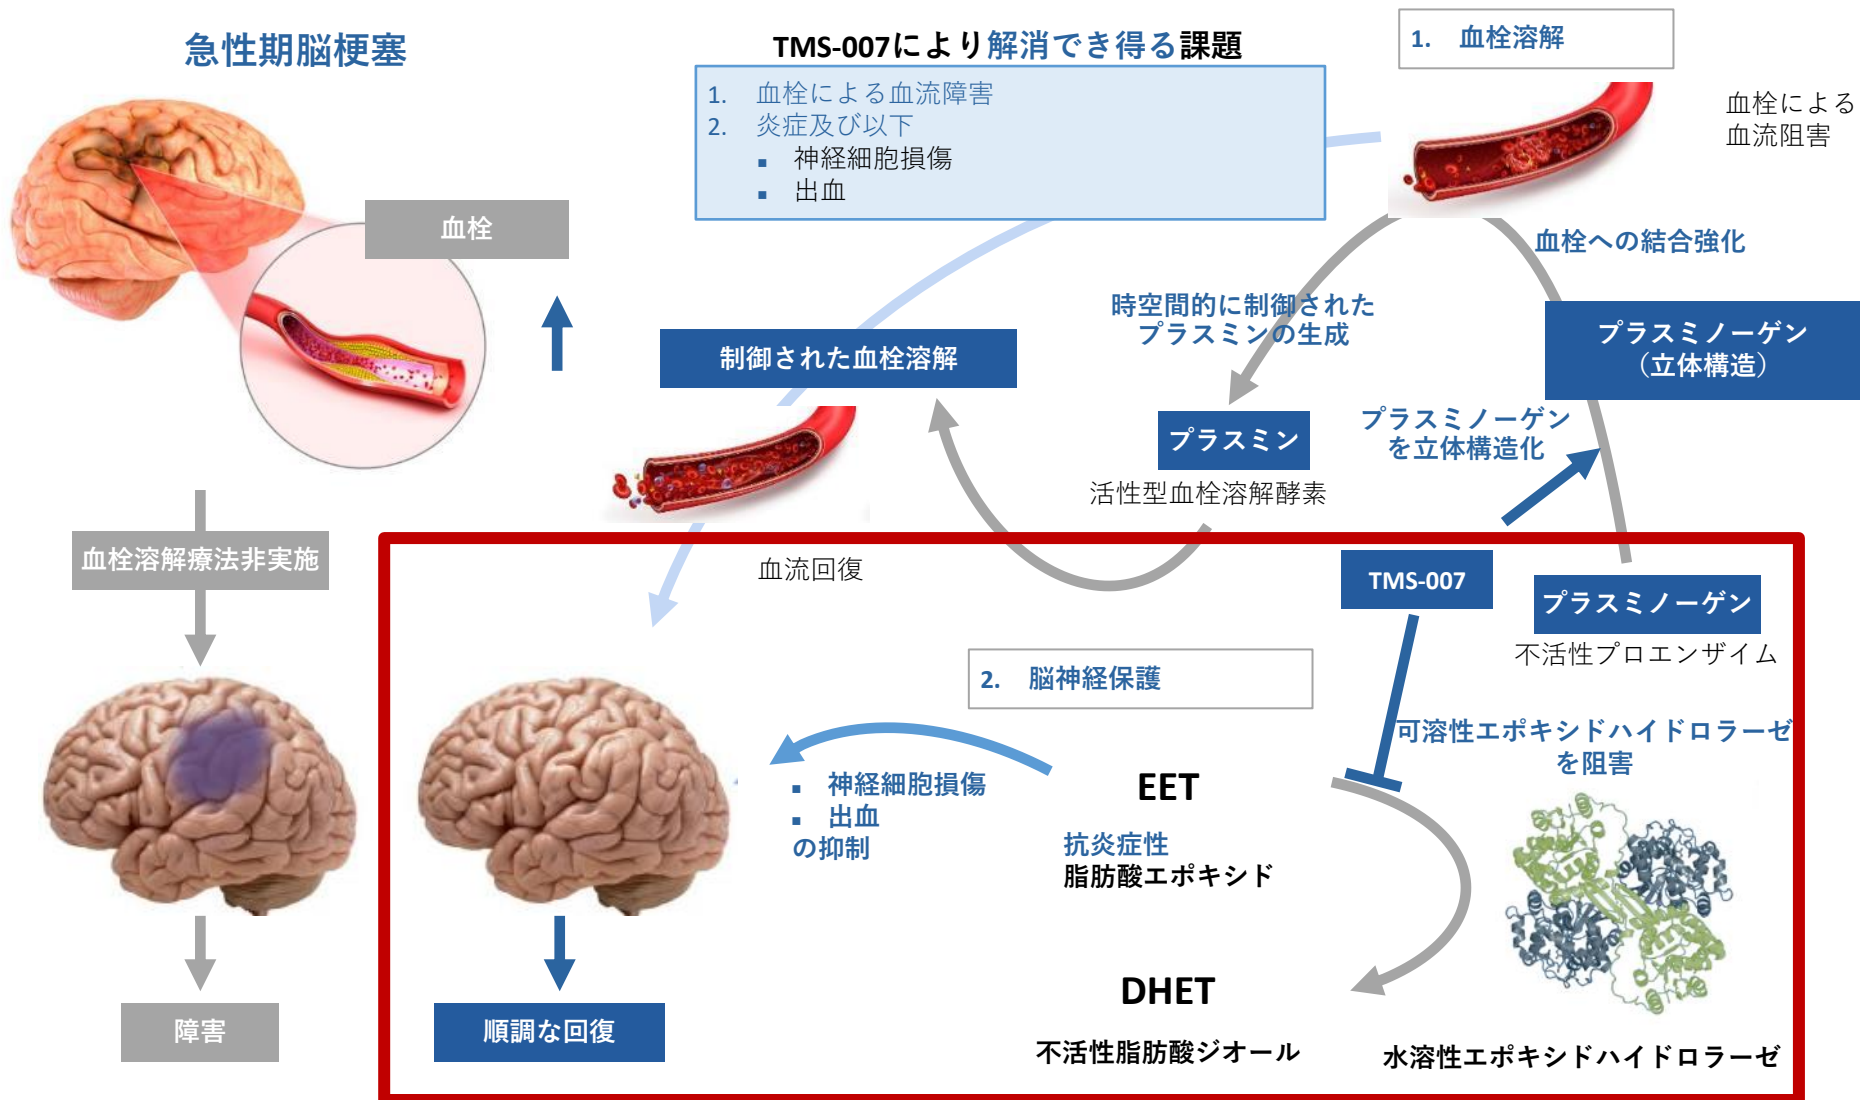 急性期脳梗塞
血栓
血栓溶解療法非実施
障害
TMS-007により解消でき得る課題
1. 血栓による血流障害
2. 炎症及び以下
▪ 神経細胞損傷
▪ 出血
1. 血栓溶解
血栓による
血流阻害
血栓への結合強化
時空間的に制御された
プラスミンの生成
プラスミノーゲン
（立体構造）
制御された血栓溶解
プラスミン
活性型血栓溶解酵素
プラスミノーゲン
を立体構造化
血流回復
TMS-007
プラスミノーゲン
不活性プロエンザイム
2. 脳神経保護
可溶性エポキシドハイドロラーゼ
を阻害
▪ 神経細胞損傷
▪ 出血
の抑制
EET
抗炎症性
脂肪酸エポキシド
DHET
不活性脂肪酸ジオール
水溶性エポキシドハイドロラーゼ
順調な回復